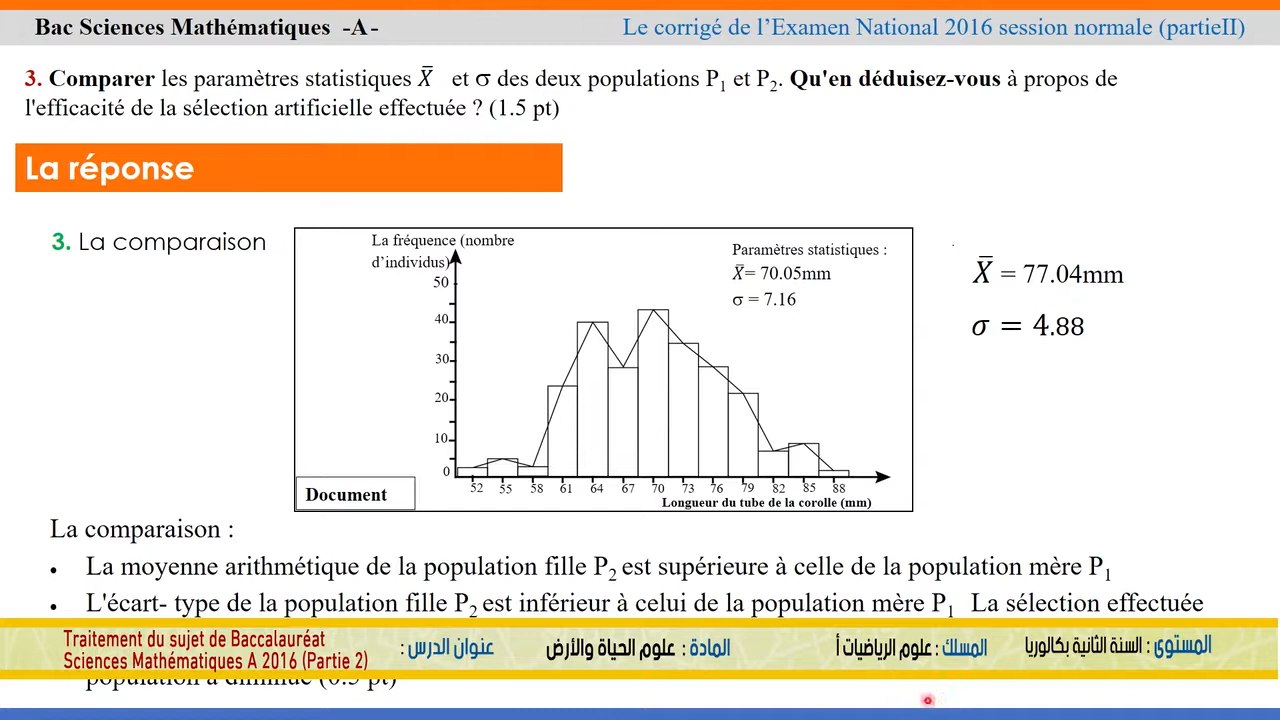 Bac Sciences Mathématiques -A-
Le corrigé de l'Examen National 2016 session normale (partieII)
3. Comparer les paramètres statistiques X̄ et σ des deux populations P₁ et P₂. Qu'en déduisez-vous à propos de
l'efficacité de la sélection artificielle effectuée ? (1.5 pt)
La réponse
3. La comparaison
La fréquence (nombre
d'individus)
Paramètres statistiques :
X̄= 70.05mm
σ = 7.16
50
40
30
20
10
0
52 55 58 61 64 67 70 73 76 79 82 85 88
Longueur du tube de la corolle (mm)
Document
X̄ = 77.04mm
σ = 4.88
La comparaison :
• La moyenne arithmétique de la population fille P₂ est supérieure à celle de la population mère P₁
• L'écart- type de la population fille P₂ est inférieur à celui de la population mère P₁ La sélection effectuée
Traitement du sujet de Baccalauréat
Sciences Mathématiques A 2016 (Partie 2)
عنوان الدرس :
المادة : علوم الحياة والأرض
المسلك : علوم الرياضيات أ
المستوى : السنة الثانية بكالوريا
population a diminué (0.5 pt)